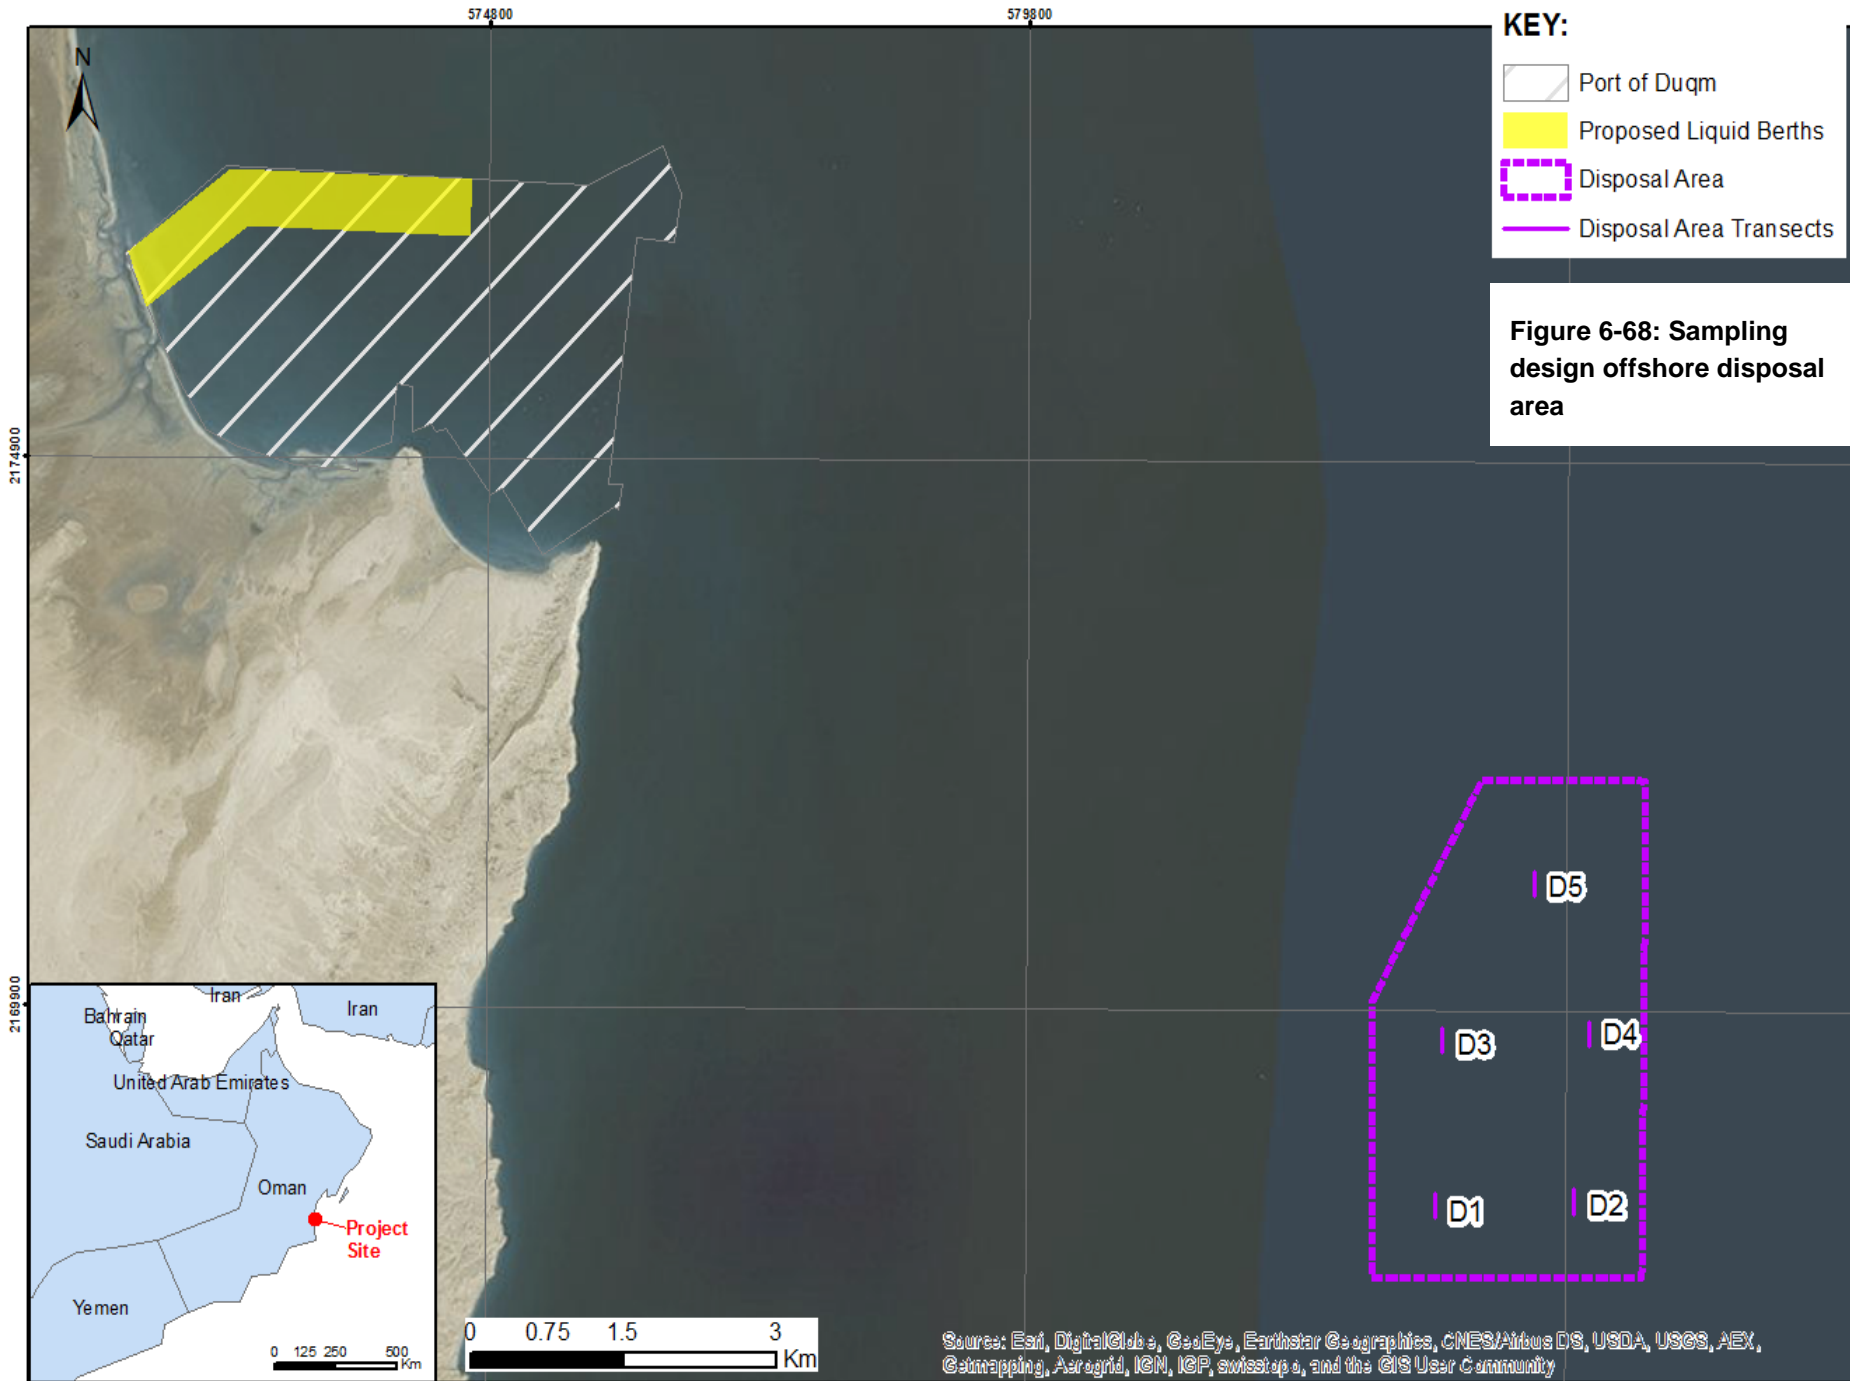 574800
579800
KEY:
Port of Duqm
Proposed Liquid Berths
Disposal Area
Disposal Area Transects
Figure 6-68: Sampling
design offshore disposal
area
N
2174900
2169900
D5
D4
D3
D2
D1
Iran
Iran
Bahrain
Qatar
United Arab Emirates
Saudi Arabia
Oman
Project
Site
Yemen
0 125 250 500
Km
0 0.75 1.5 3
Km
Source: Esri, DigitalGlobe, GeoEye, Earthstar Geographics, CNES/Airbus DS, USDA, USGS, AEX,
Getmapping, Aerogrid, IGN, IGP, swisstopo, and the GIS User Community